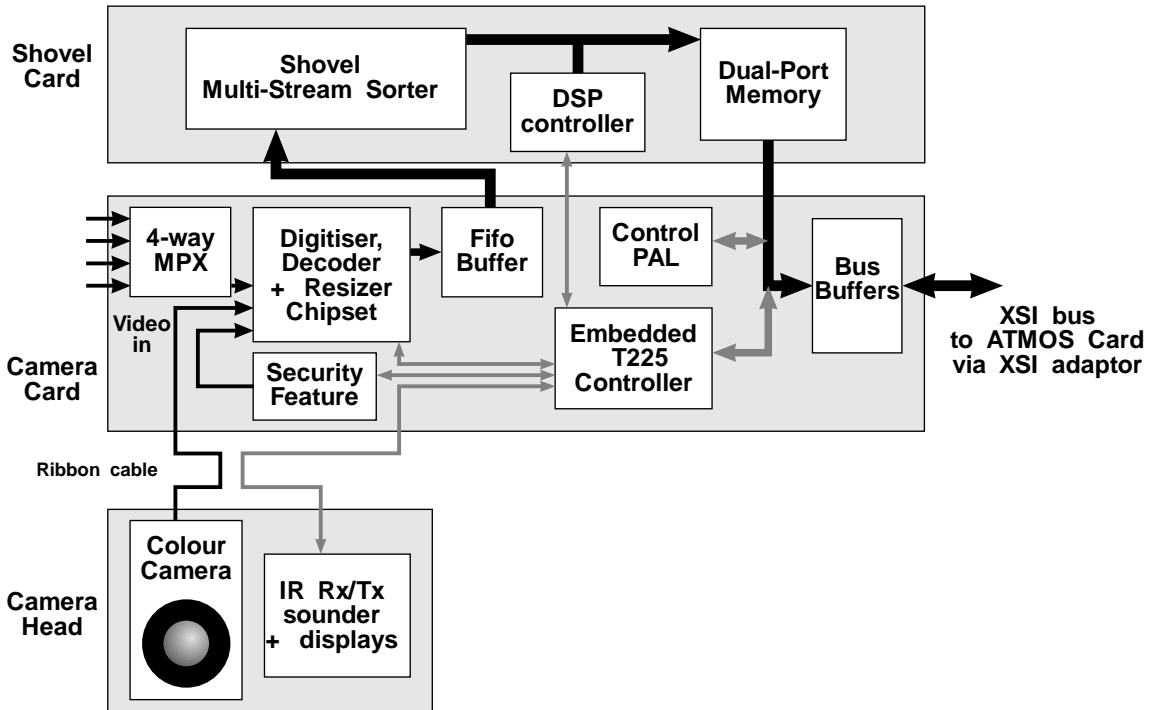 Shovel
Card
Shovel
Multi-Stream Sorter
DSP
controller
Dual-Port
Memory
Camera
Card
4-way
MPX
Video
in
Digitiser,
Decoder
+ Resizer
Chipset
Fifo
Buffer
Control
PAL
Bus
Buffers
Security
Feature
Embedded
T225
Controller
XSI bus
to ATMOS Card
via XSI adaptor
Ribbon cable
Camera
Head
Colour
Camera
IR Rx/Tx
sounder
+ displays